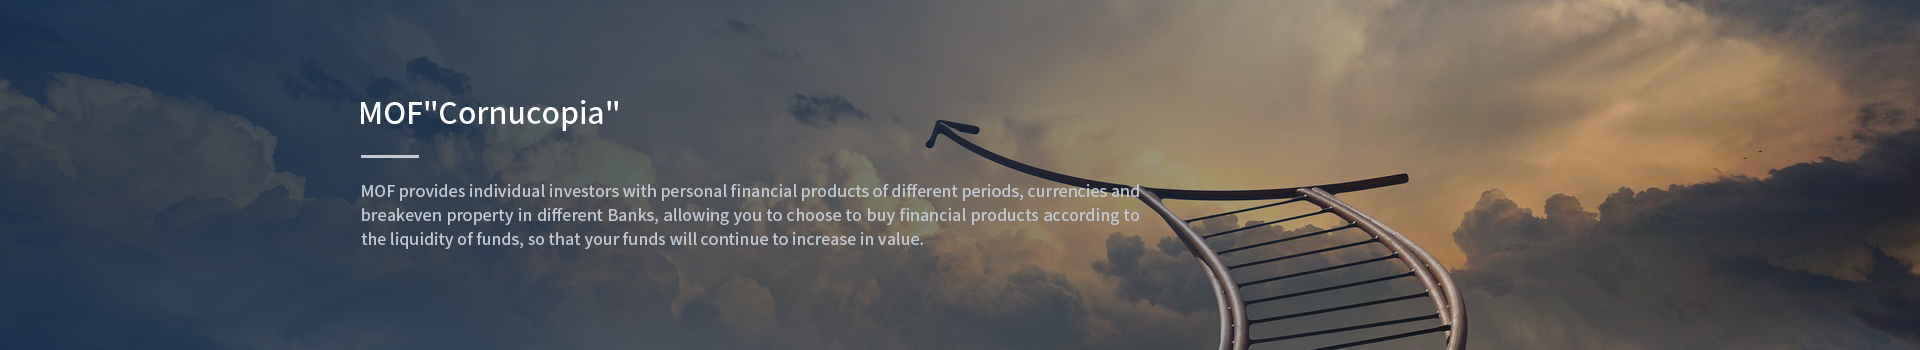 MOF"Cornucopia"
MOF provides individual investors with personal financial products of different periods, currencies and
breakeven property in different Banks, allowing you to choose to buy financial products according to
the liquidity of funds, so that your funds will continue to increase in value.